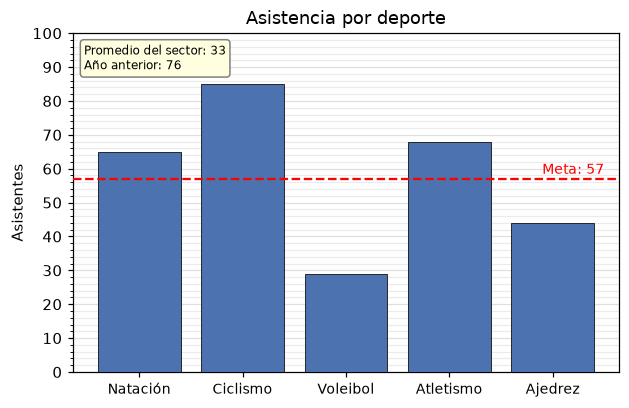 Asistencia por deporte
Asistentes
100
90
80
70
60
50
40
30
20
10
0
Promedio del sector: 33
Año anterior: 76
Meta: 57
Natación
Ciclismo
Voleibol
Atletismo
Ajedrez